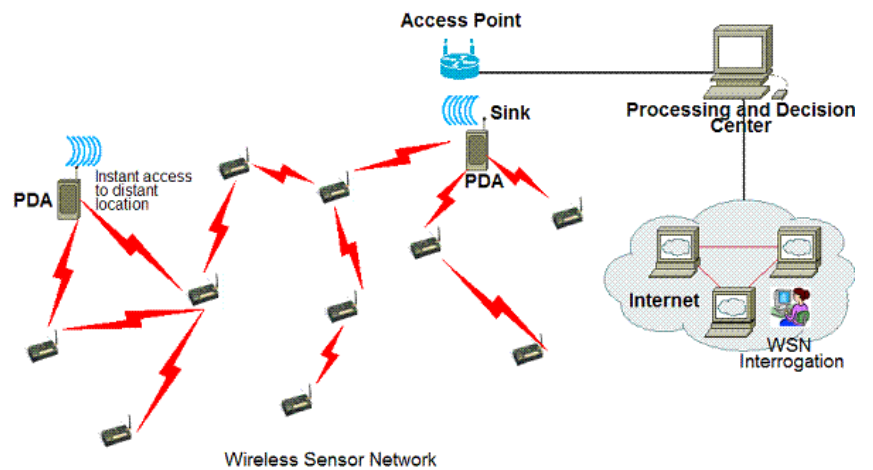 Access Point
Sink
Processing and Decision
Center
PDA
Instant access
to distant
location
PDA
Internet
WSN
Interrogation
Wireless Sensor Network